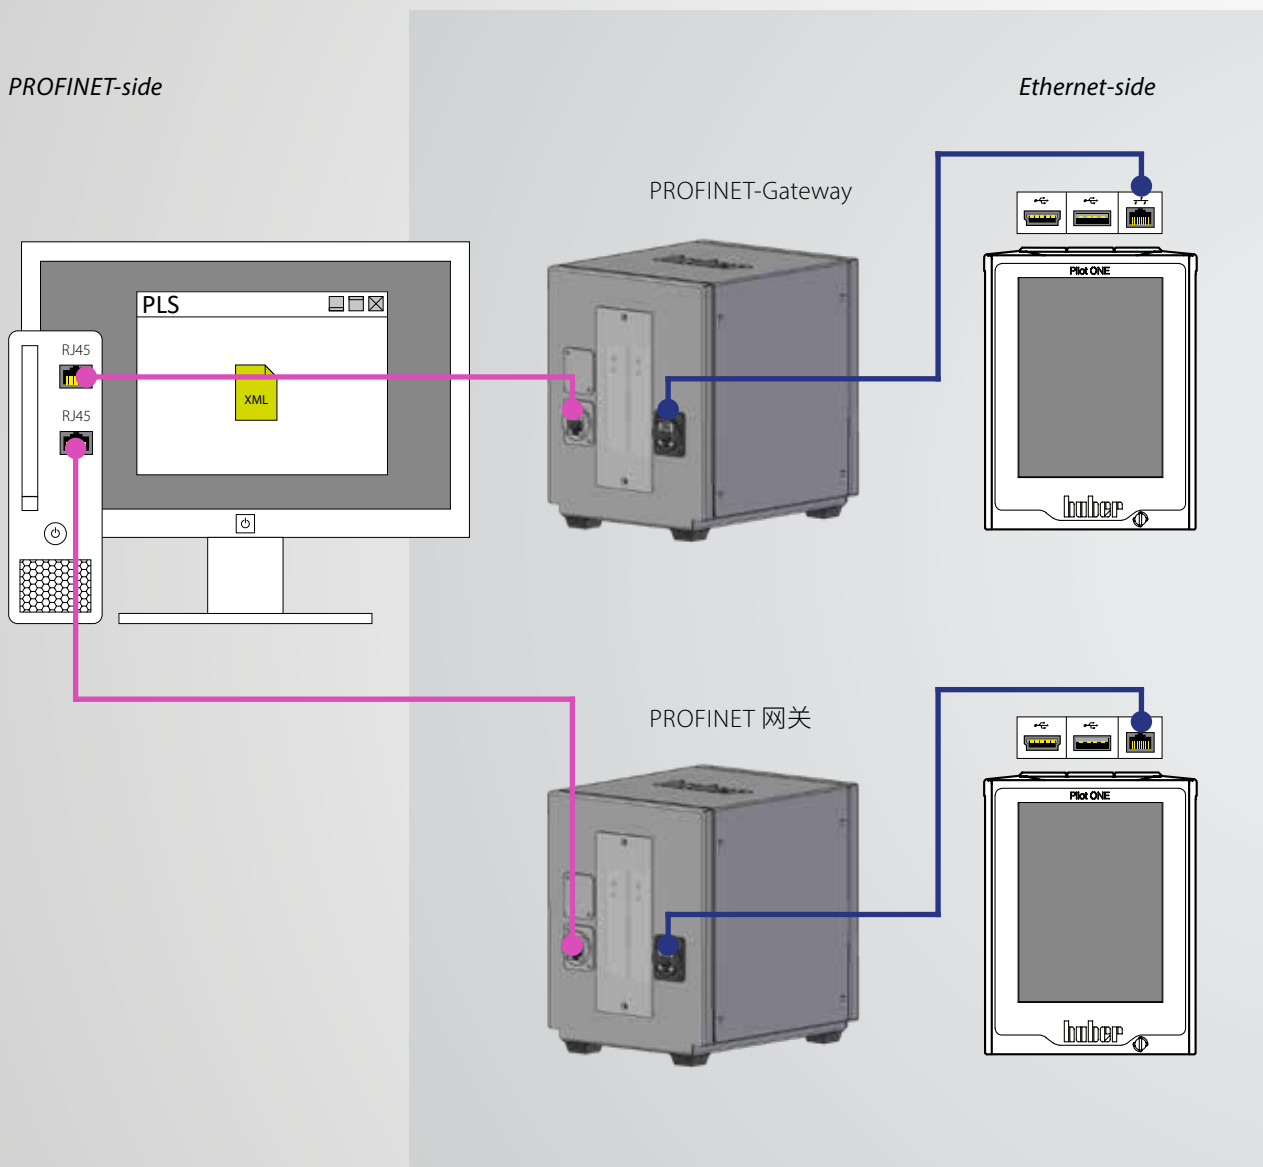 PROFINET-side
Ethernet-side
PROFINET-Gateway
Pilot ONE
PLS
RJ45
XML
RJ45
huber
PROFINET 网关
Pilot ONE
huber